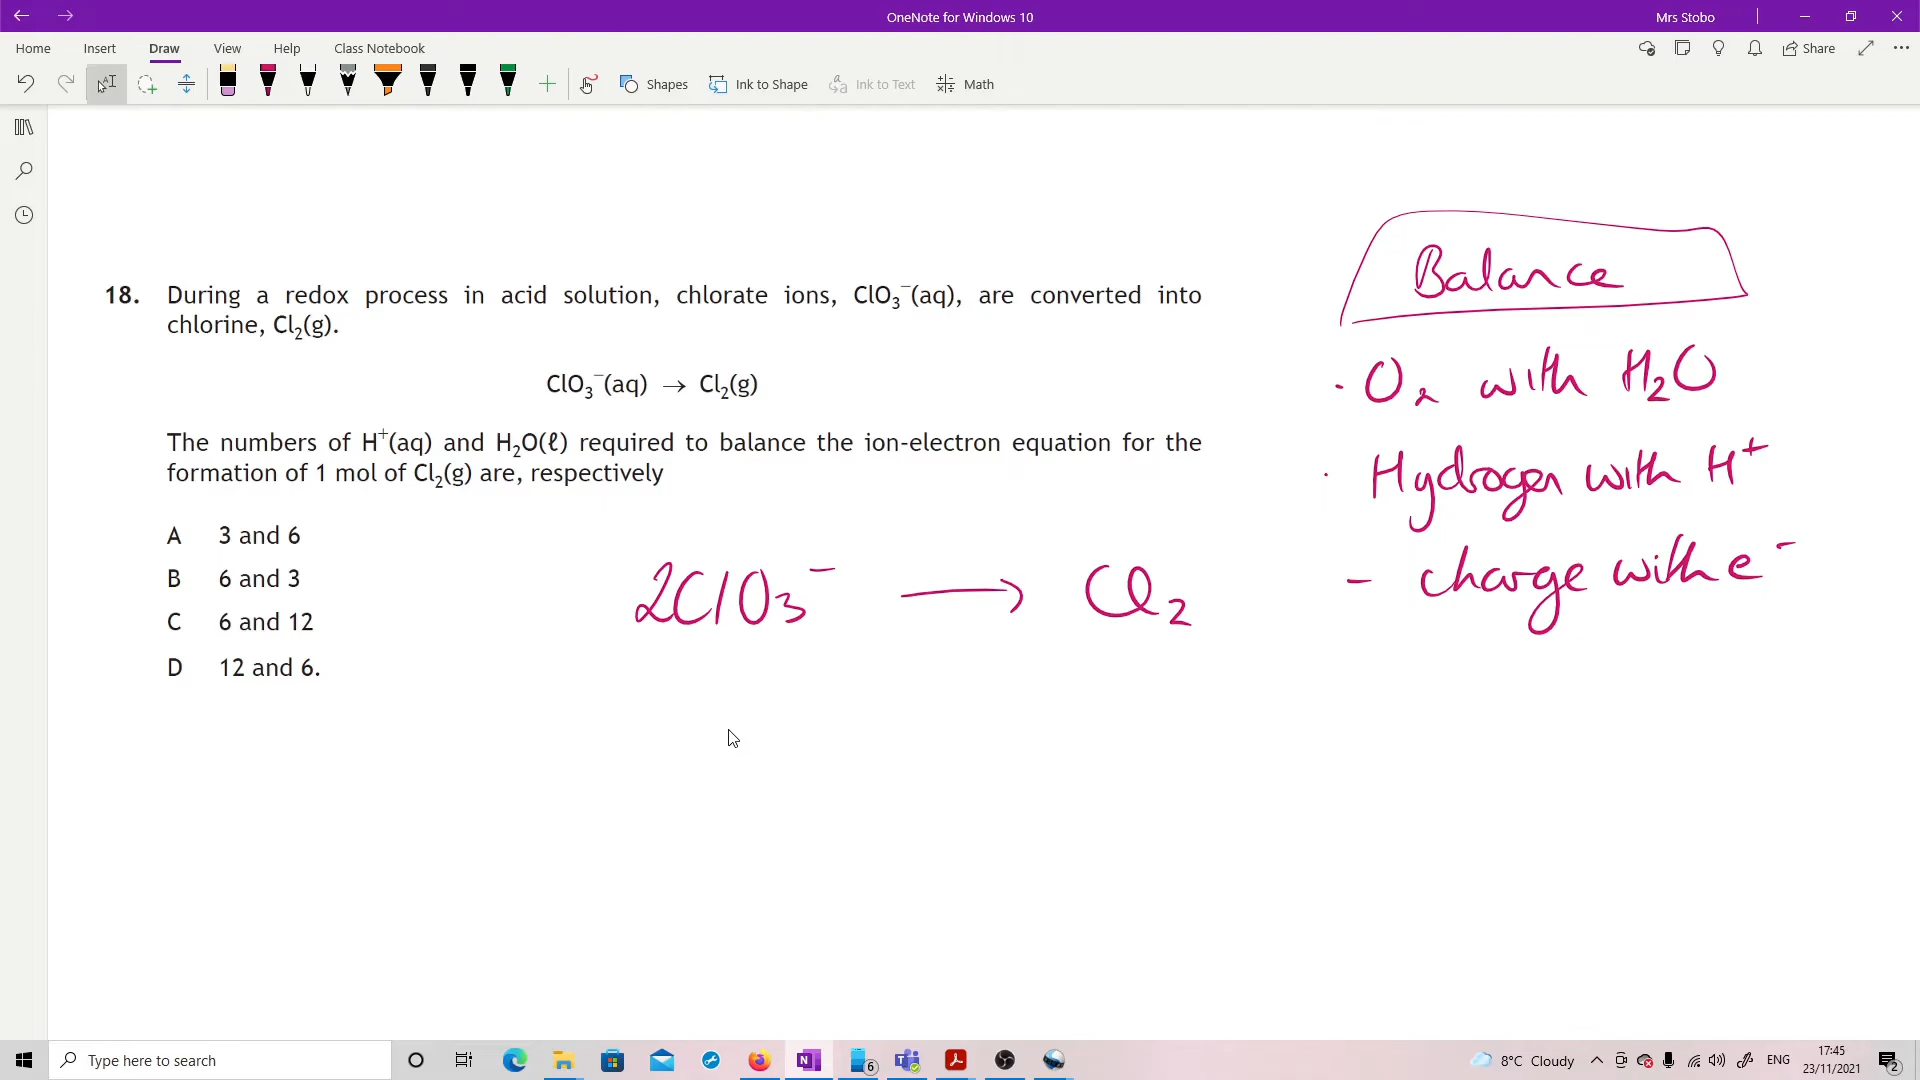 OneNote for Windows 10
Mrs Stobo
Home Insert Draw View Help Class Notebook
Share
Shapes Ink to Shape Ink to Text Math
18. During a redox process in acid solution, chlorate ions, ClO₃⁻(aq), are converted into
chlorine, Cl₂(g).
ClO₃⁻(aq) → Cl₂(g)
The numbers of H⁺(aq) and H₂O(ℓ) required to balance the ion-electron equation for the
formation of 1 mol of Cl₂(g) are, respectively
A 3 and 6
B 6 and 3
C 6 and 12
D 12 and 6.
2ClO₃⁻ → Cl₂
Balance
· O₂ with H₂O
· Hydrogen with H⁺
- charge with e⁻
Type here to search
6
8°C Cloudy
ENG
17:45
23/11/2021
2